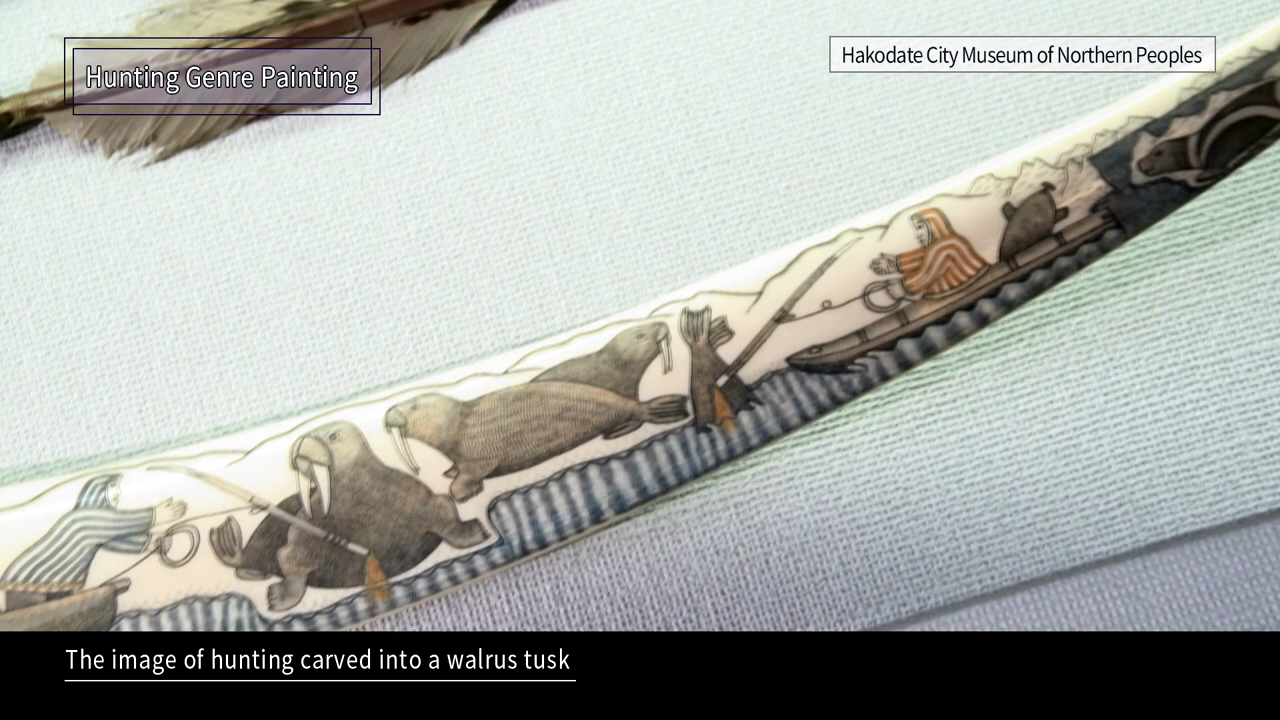 Hunting Genre Painting
Hakodate City Museum of Northern Peoples
The image of hunting carved into a walrus tusk